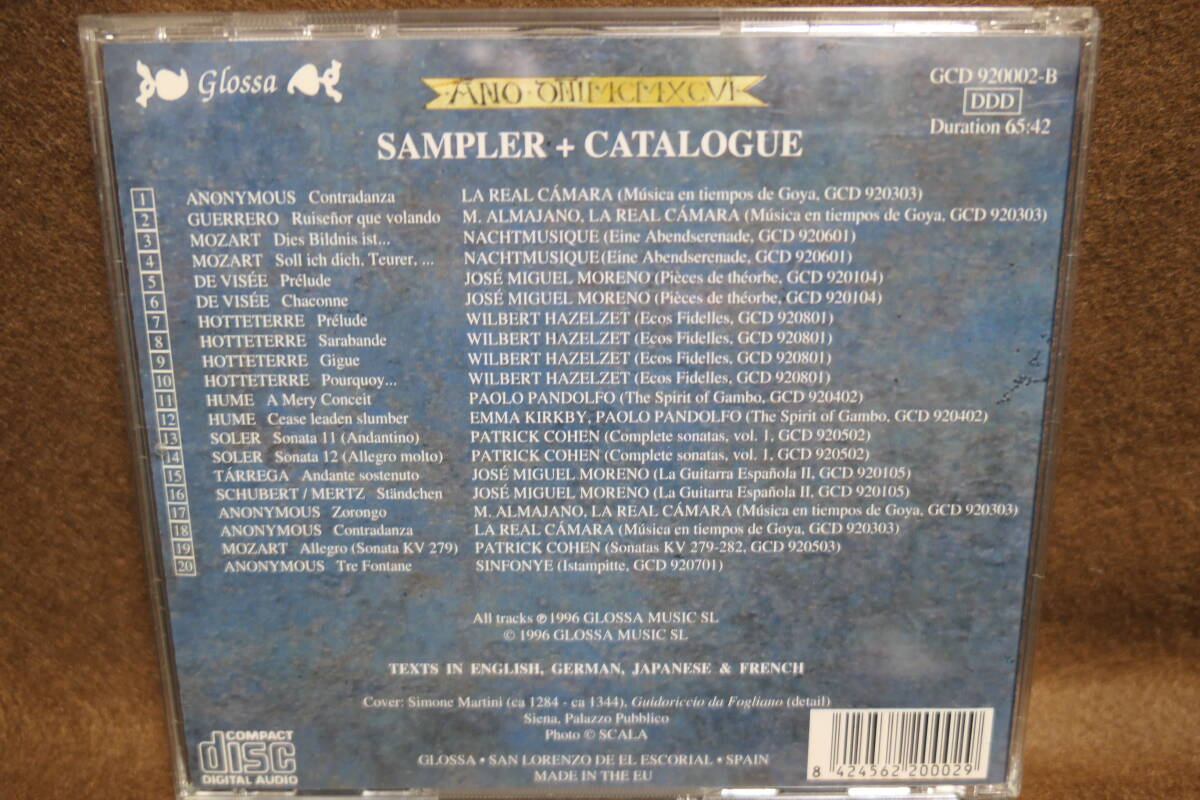 Glossa
ANO · DNI MCMXCVI
GCD 920002-B
DDD
Duration 65:42
SAMPLER + CATALOGUE
1 ANONYMOUS Contradanza LA REAL CÁMARA (Música en tiempos de Goya, GCD 920303)
2 GUERRERO Ruiseñor que volando M. ALMAJANO, LA REAL CÁMARA (Música en tiempos de Goya, GCD 920303)
3 MOZART Dies Bildnis ist... NACHTMUSIQUE (Eine Abendserenade, GCD 920601)
4 MOZART Soll ich dich, Teurer, ... NACHTMUSIQUE (Eine Abendserenade, GCD 920601)
5 DE VISÉE Prélude JOSÉ MIGUEL MORENO (Pièces de théorbe, GCD 920104)
6 DE VISÉE Chaconne JOSÉ MIGUEL MORENO (Pièces de théorbe, GCD 920104)
7 HOTTETERRE Prélude WILBERT HAZELZET (Ecos Fidelles, GCD 920801)
8 HOTTETERRE Sarabande WILBERT HAZELZET (Ecos Fidelles, GCD 920801)
9 HOTTETERRE Gigue WILBERT HAZELZET (Ecos Fidelles, GCD 920801)
10 HOTTETERRE Pourquoy... WILBERT HAZELZET (Ecos Fidelles, GCD 920801)
11 HUME A Mery Conceit PAOLO PANDOLFO (The Spirit of Gambo, GCD 920402)
12 HUME Cease leaden slumber EMMA KIRKBY, PAOLO PANDOLFO (The Spirit of Gambo, GCD 920402)
13 SOLER Sonata 11 (Andantino) PATRICK COHEN (Complete sonatas, vol. 1, GCD 920502)
14 SOLER Sonata 12 (Allegro molto) PATRICK COHEN (Complete sonatas, vol. 1, GCD 920502)
15 TÁRREGA Andante sostenuto JOSÉ MIGUEL MORENO (La Guitarra Española II, GCD 920105)
16 SCHUBERT / MERTZ Ständchen JOSÉ MIGUEL MORENO (La Guitarra Española II, GCD 920105)
17 ANONYMOUS Zorongo M. ALMAJANO, LA REAL CÁMARA (Música en tiempos de Goya, GCD 920303)
18 ANONYMOUS Contradanza LA REAL CÁMARA (Música en tiempos de Goya, GCD 920303)
19 MOZART Allegro (Sonata KV 279) PATRICK COHEN (Sonatas KV 279-282, GCD 920503)
20 ANONYMOUS Tre Fontane SINFONYE (Istampitte, GCD 920701)
All tracks ℗ 1996 GLOSSA MUSIC SL
© 1996 GLOSSA MUSIC SL
TEXTS IN ENGLISH, GERMAN, JAPANESE & FRENCH
Cover: Simone Martini (ca 1284 - ca 1344), Guidoriccio da Fogliano (detail)
Siena, Palazzo Pubblico
Photo © SCALA
GLOSSA • SAN LORENZO DE EL ESCORIAL • SPAIN
MADE IN THE EU
COMPACT
disc
DIGITAL AUDIO
8 424562 200029